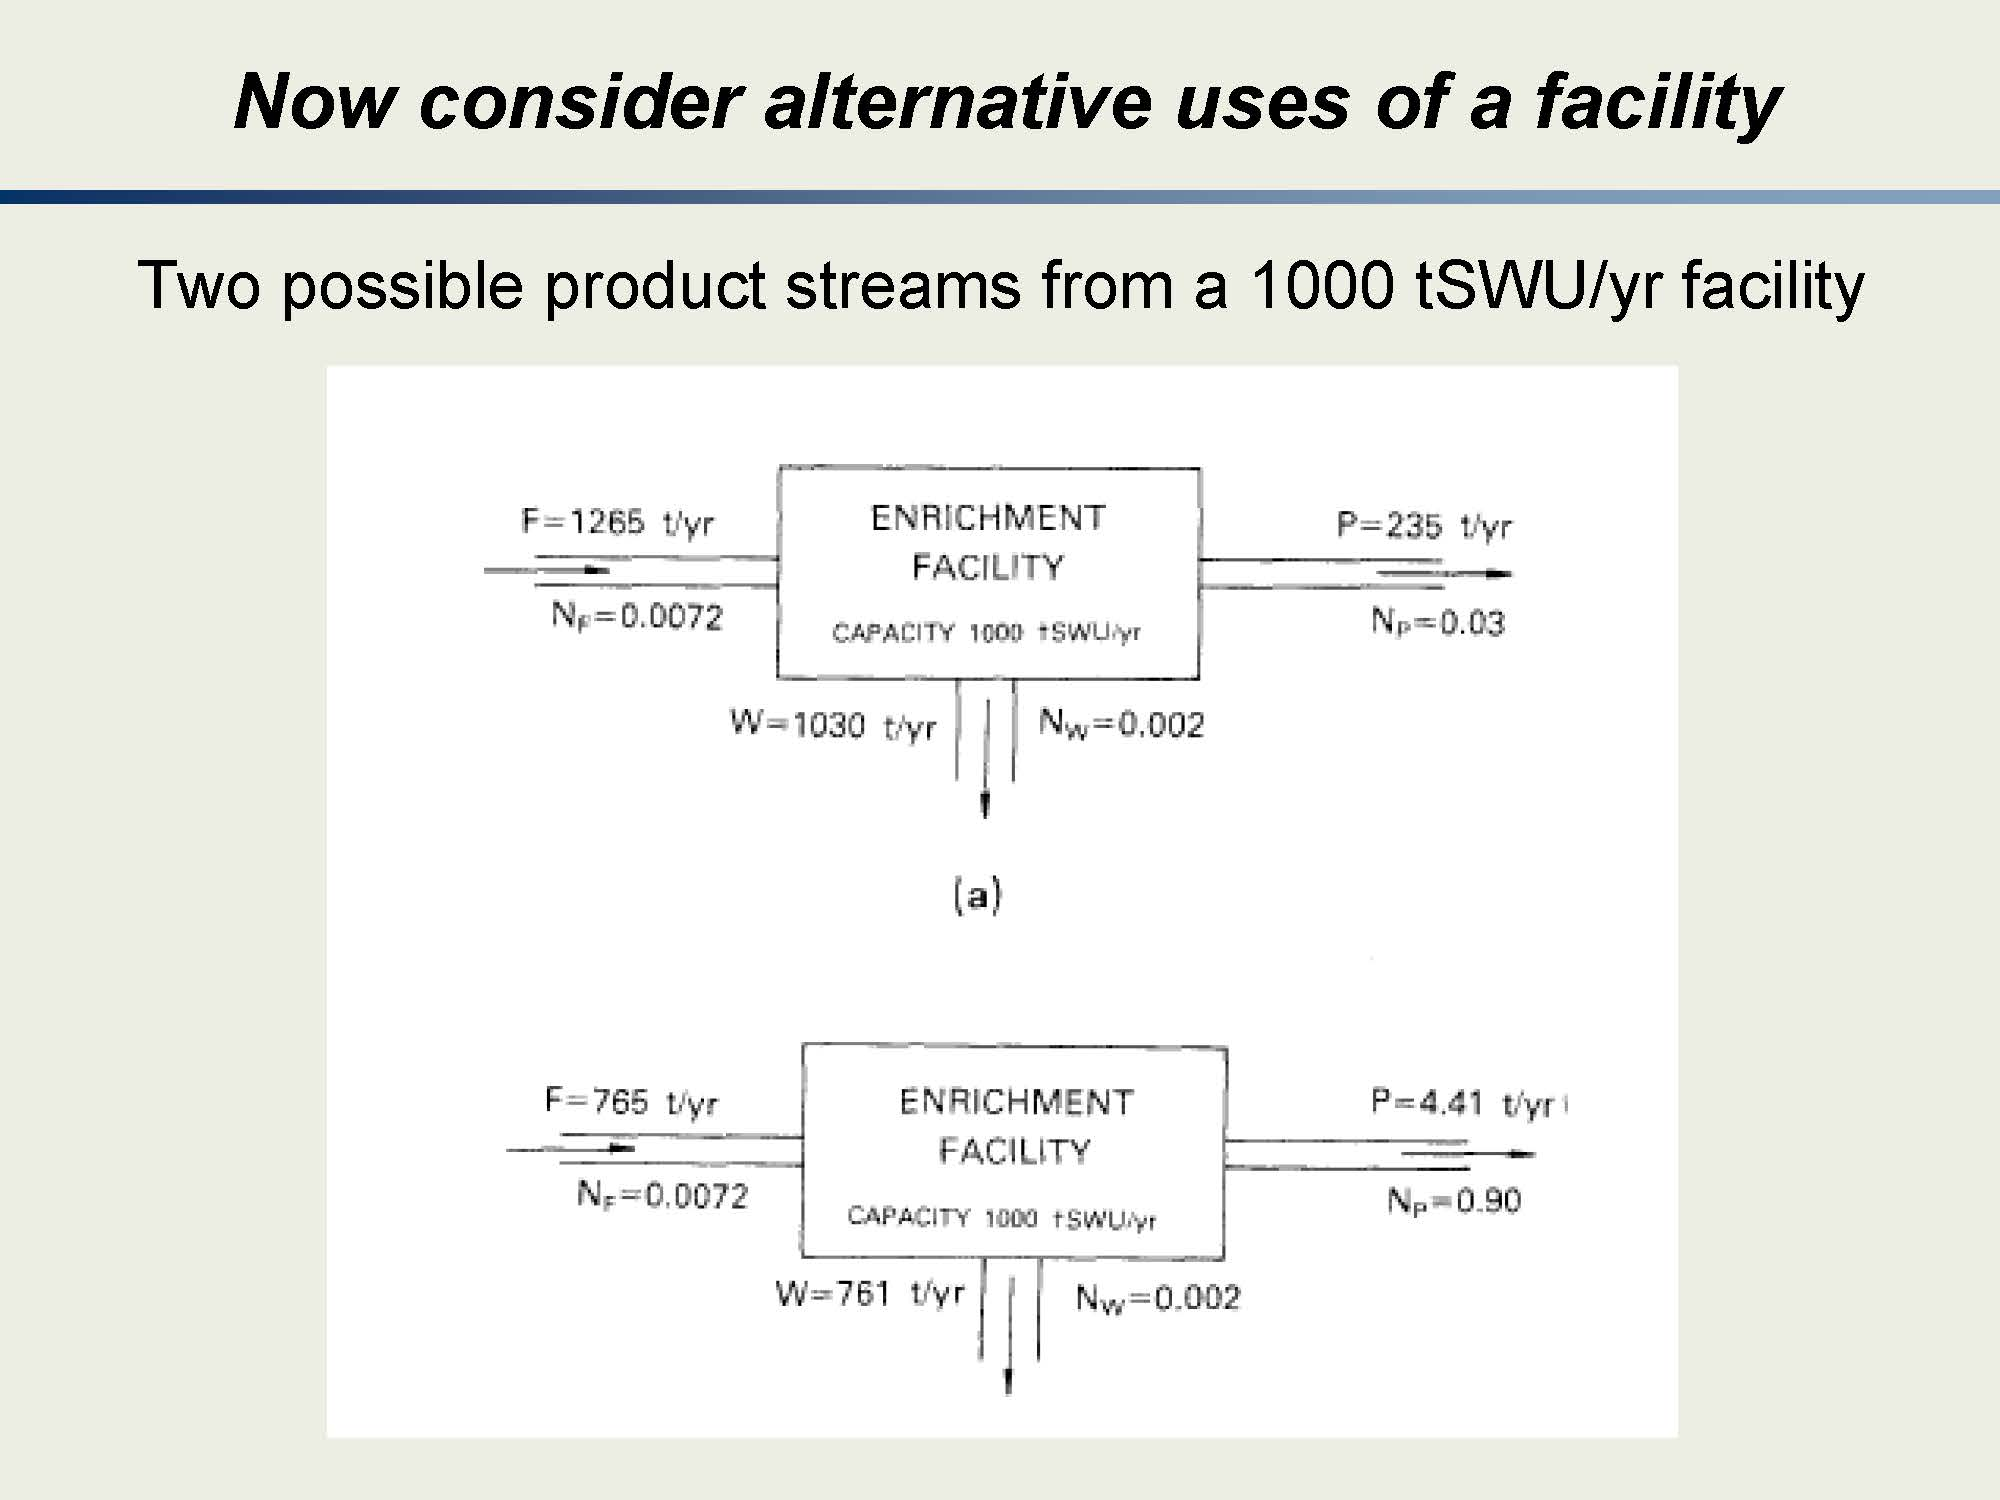 Now consider alternative uses of a facility
Two possible product streams from a 1000 tSWU/yr facility
F=1265 t/yr
N_F=0.0072
ENRICHMENT
FACILITY
CAPACITY 1000 tSWU/yr
P=235 t/yr
N_P=0.03
W=1030 t/yr
N_W=0.002
(a)
F=765 t/yr
N_F=0.0072
ENRICHMENT
FACILITY
CAPACITY 1000 tSWU/yr
P=4.41 t/yr
N_P=0.90
W=761 t/yr
N_W=0.002